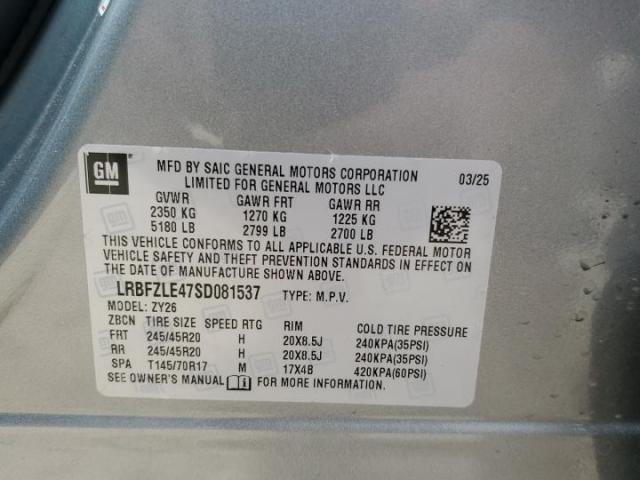 GM
MFD BY SAIC GENERAL MOTORS CORPORATION
LIMITED FOR GENERAL MOTORS LLC
03/25
GVWR GAWR FRT GAWR RR
2350 KG 1270 KG 1225 KG
5180 LB 2799 LB 2700 LB
THIS VEHICLE CONFORMS TO ALL APPLICABLE U.S. FEDERAL MOTOR
VEHICLE SAFETY AND THEFT PREVENTION STANDARDS IN EFFECT ON THE
DATE OF MANUFACTURE SHOWN ABOVE.
LRBFZLE47SD081537 TYPE: M.P.V.
MODEL: ZY26
ZBCN TIRE SIZE SPEED RTG RIM COLD TIRE PRESSURE
FRT 245/45R20 H 20X8.5J 240KPA(35PSI)
RR 245/45R20 H 20X8.5J 240KPA(35PSI)
SPA T145/70R17 M 17X4B 420KPA(60PSI)
SEE OWNER'S MANUAL FOR MORE INFORMATION.